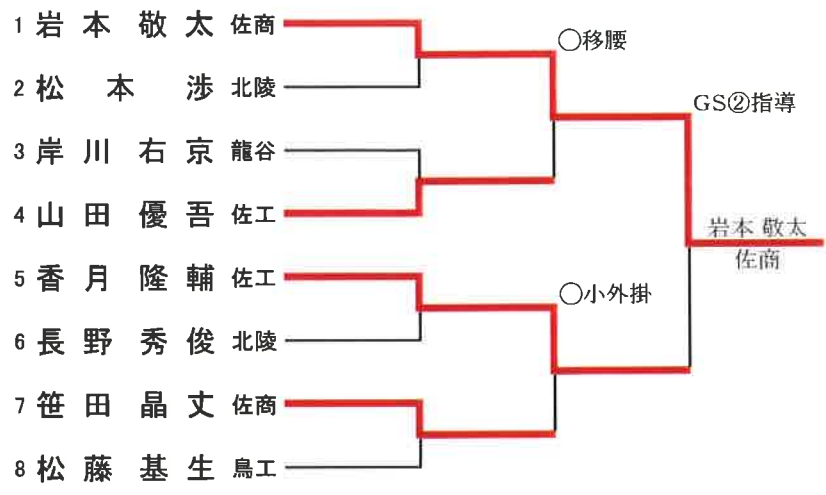 1 岩本 敬太 佐商
2 松本 渉 北陵
3 岸川 右京 龍谷
4 山田 優吾 佐工
5 香月 隆輔 佐工
6 長野 秀俊 北陵
7 笹田 晶丈 佐商
8 松藤 基生 鳥工
○移腰
○小外掛
GS②指導
岩本 敬太
佐商